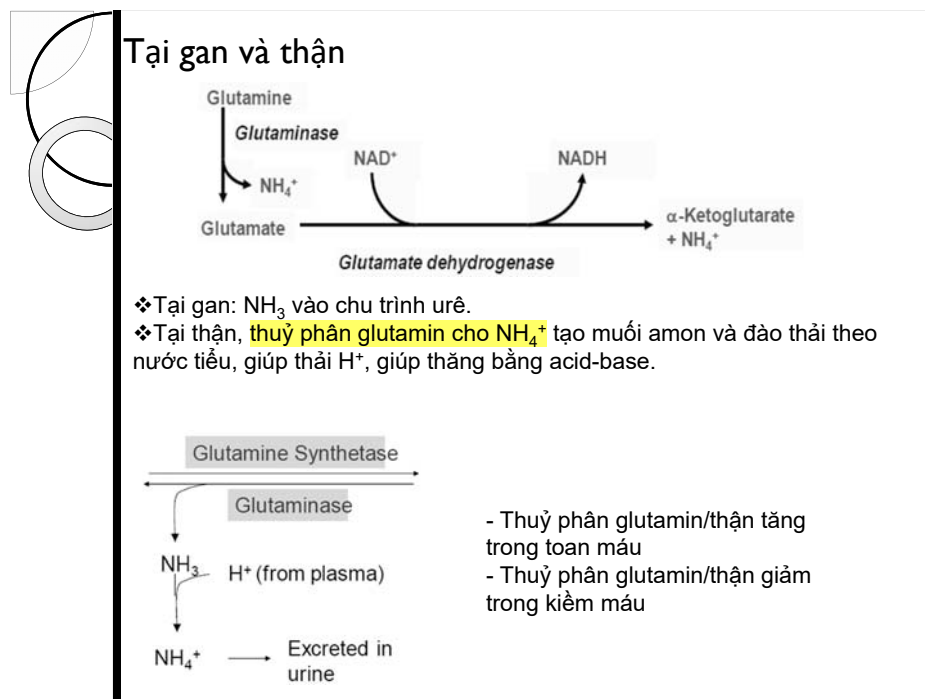 Tại gan và thận
Glutamine
Glutaminase
NAD⁺
NADH
NH₄⁺
Glutamate
α-Ketoglutarate
+ NH₄⁺
Glutamate dehydrogenase
❖Tại gan: NH₃ vào chu trình urê.
❖Tại thận, thuỷ phân glutamin cho NH₄⁺ tạo muối amon và đào thải theo
nước tiểu, giúp thải H⁺, giúp thăng bằng acid-base.
Glutamine Synthetase
Glutaminase
NH₃
H⁺ (from plasma)
NH₄⁺
Excreted in
urine
- Thuỷ phân glutamin/thận tăng
trong toan máu
- Thuỷ phân glutamin/thận giảm
trong kiềm máu